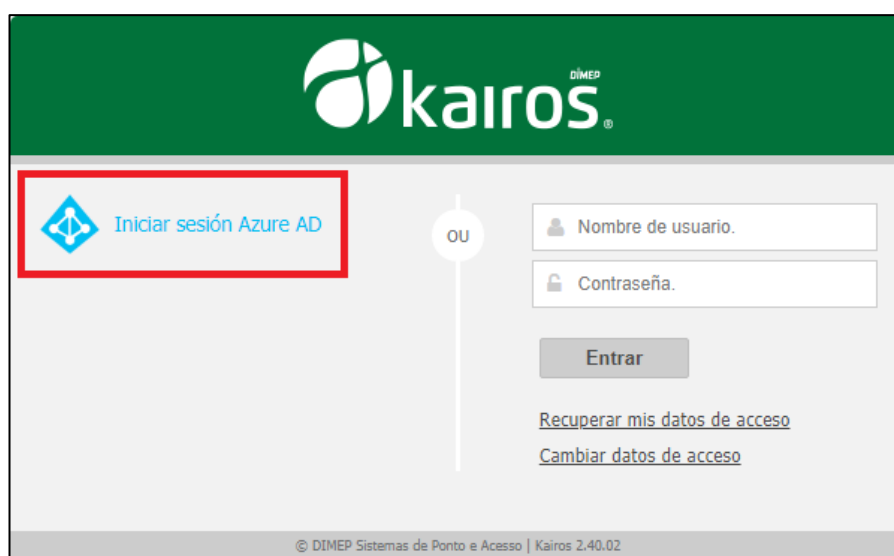 DIMEP
kairos®
Iniciar sesión Azure AD
OU
Nombre de usuario.
Contraseña.
Entrar
Recuperar mis datos de acceso
Cambiar datos de acceso
© DIMEP Sistemas de Ponto e Acesso | Kairos 2.40.02